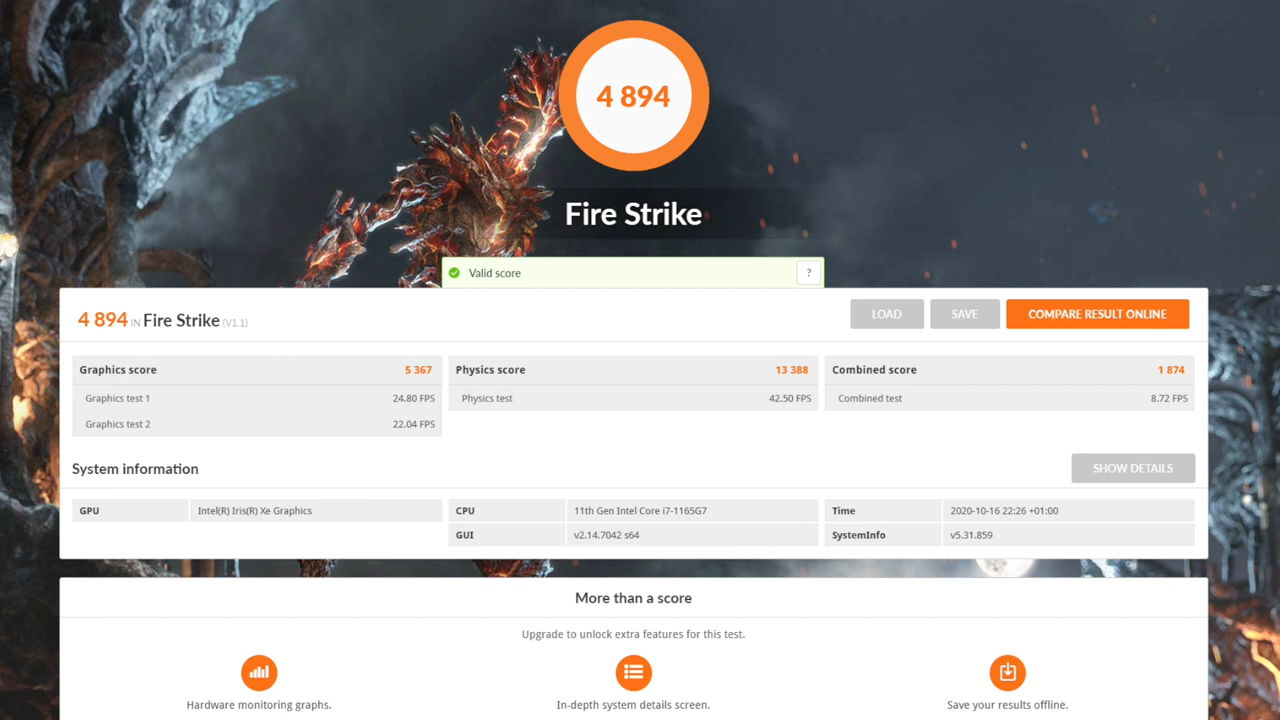 4 894
Fire Strike
Valid score
?
4 894 IN Fire Strike (V1.1)
LOAD
SAVE
COMPARE RESULT ONLINE
Graphics score 5 367
Graphics test 1 24.80 FPS
Graphics test 2 22.04 FPS
Physics score 13 388
Physics test 42.50 FPS
Combined score 1 874
Combined test 8.72 FPS
System information
SHOW DETAILS
GPU Intel(R) Iris(R) Xe Graphics
CPU 11th Gen Intel Core i7-1165G7
GUI v2.14.7042 s64
Time 2020-10-16 22:26 +01:00
SystemInfo v5.31.859
More than a score
Upgrade to unlock extra features for this test.
Hardware monitoring graphs.
In-depth system details screen.
Save your results offline.